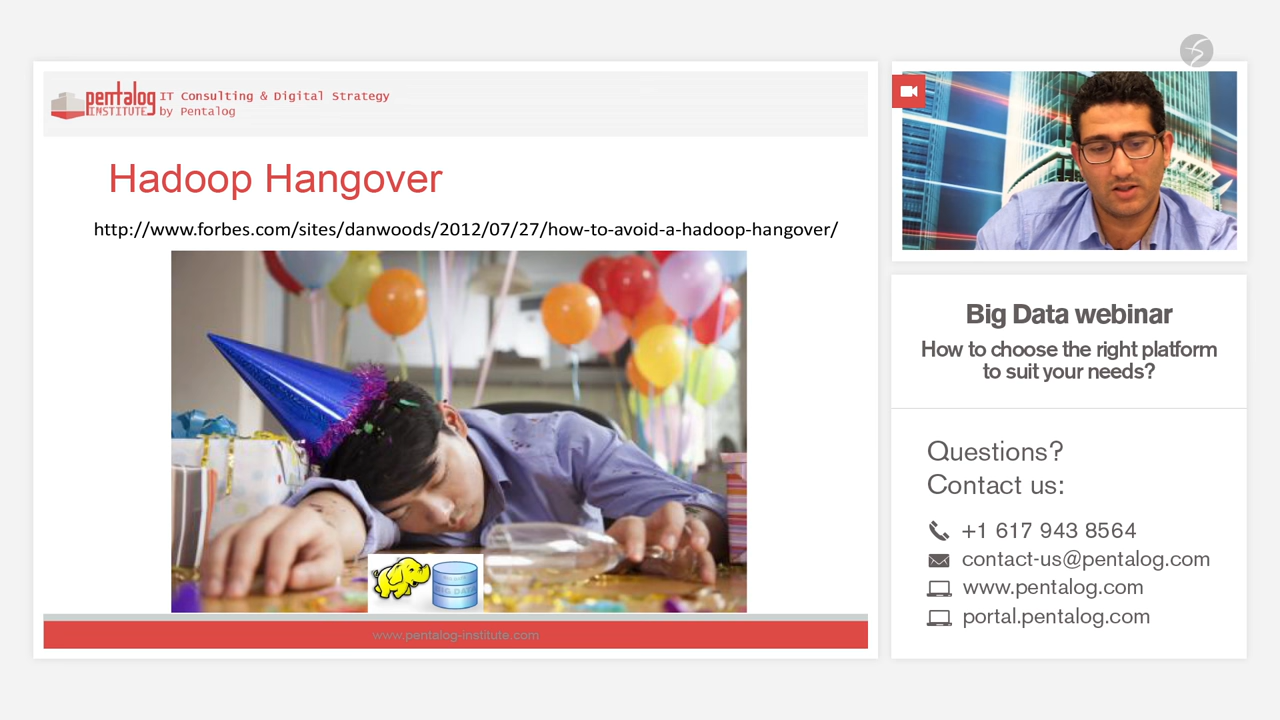 pentalog
INSTITUTE
IT Consulting & Digital Strategy
by Pentalog
Hadoop Hangover
http://www.forbes.com/sites/danwoods/2012/07/27/how-to-avoid-a-hadoop-hangover/
BIG DATA
www.pentalog-institute.com
Big Data webinar
How to choose the right platform
to suit your needs?
Questions?
Contact us:
+1 617 943 8564
contact-us@pentalog.com
www.pentalog.com
portal.pentalog.com